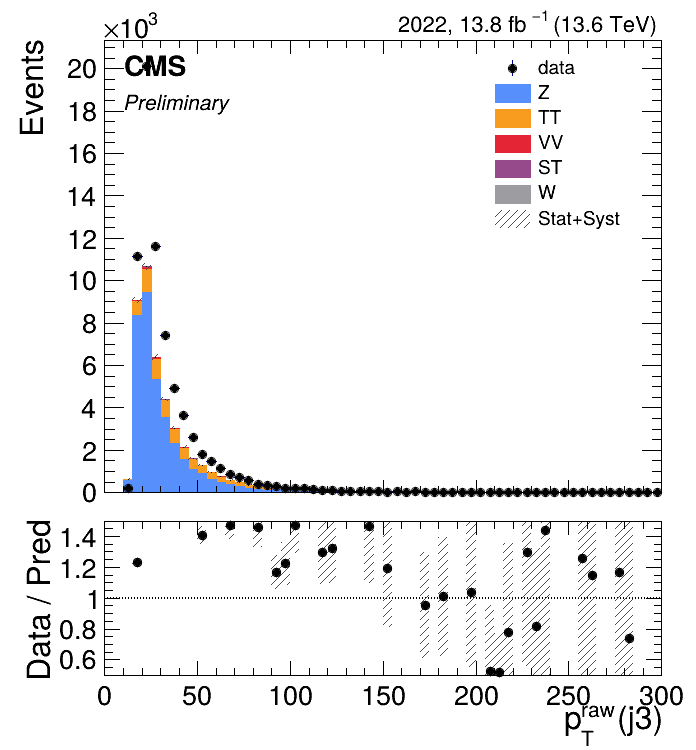 ×10³
2022, 13.8 fb⁻¹ (13.6 TeV)
Events
CMS
Preliminary
data
Z
TT
VV
ST
W
Stat+Syst
20
18
16
14
12
10
8
6
4
2
0
Data / Pred
1.4
1.2
1
0.8
0.6
0 50 100 150 200 250 300
p_T^raw(j3)